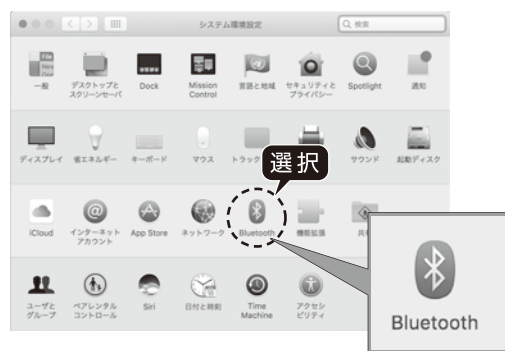 システム環境設定
検索
File
New
一般
デスクトップと
スクリーンセーバ
Dock
Mission
Control
言語と地域
セキュリティと
プライバシー
Spotlight
通知
ディスプレイ
省エネルギー
キーボード
マウス
トラック
サウンド
起動ディスク
選択
iCloud
インターネット
アカウント
App Store
ネットワーク
Bluetooth
機能拡張
Bluetooth
ユーザと
グループ
ペアレンタル
コントロール
Siri
日付と時刻
Time
Machine
アクセシ
ビリティ